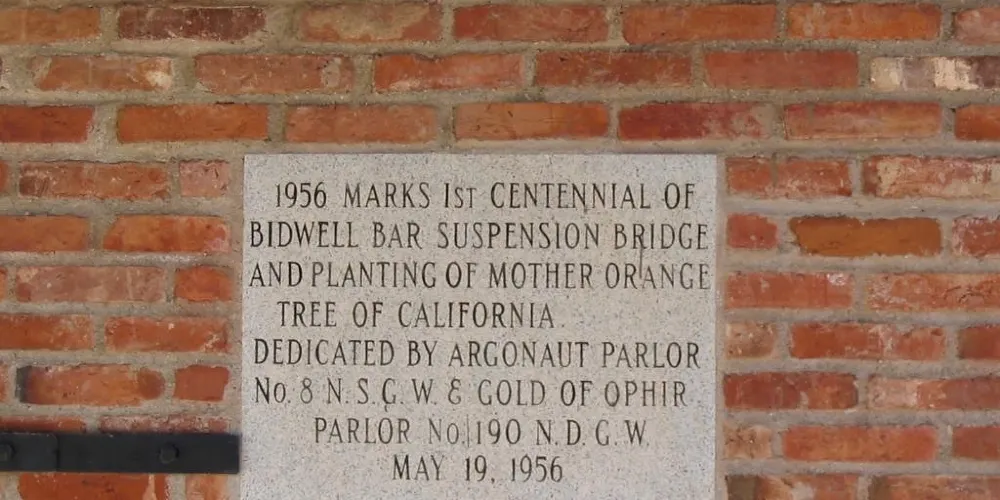 1956 MARKS 1ST CENTENNIAL OF
BIDWELL BAR SUSPENSION BRIDGE
AND PLANTING OF MOTHER ORANGE
TREE OF CALIFORNIA.
DEDICATED BY ARGONAUT PARLOR
No. 8 N.S.G.W. & GOLD OF OPHIR
PARLOR No. 190 N.D.G.W.
MAY 19, 1956